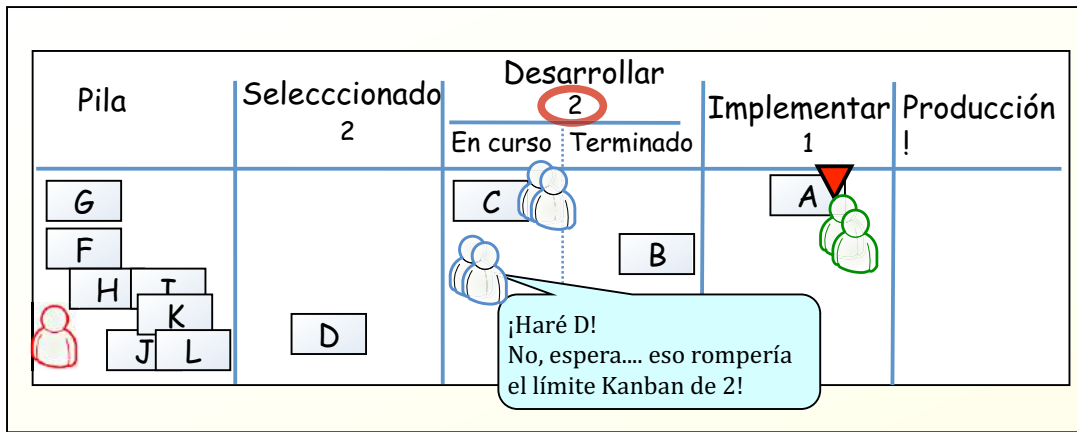 Pila
Selecccionado
2
Desarrollar
2
En curso
Terminado
Implementar
1
Producción
!
G
F
H
K
J
L
D
C
B
A
¡Haré D!
No, espera.... eso rompería
el límite Kanban de 2!